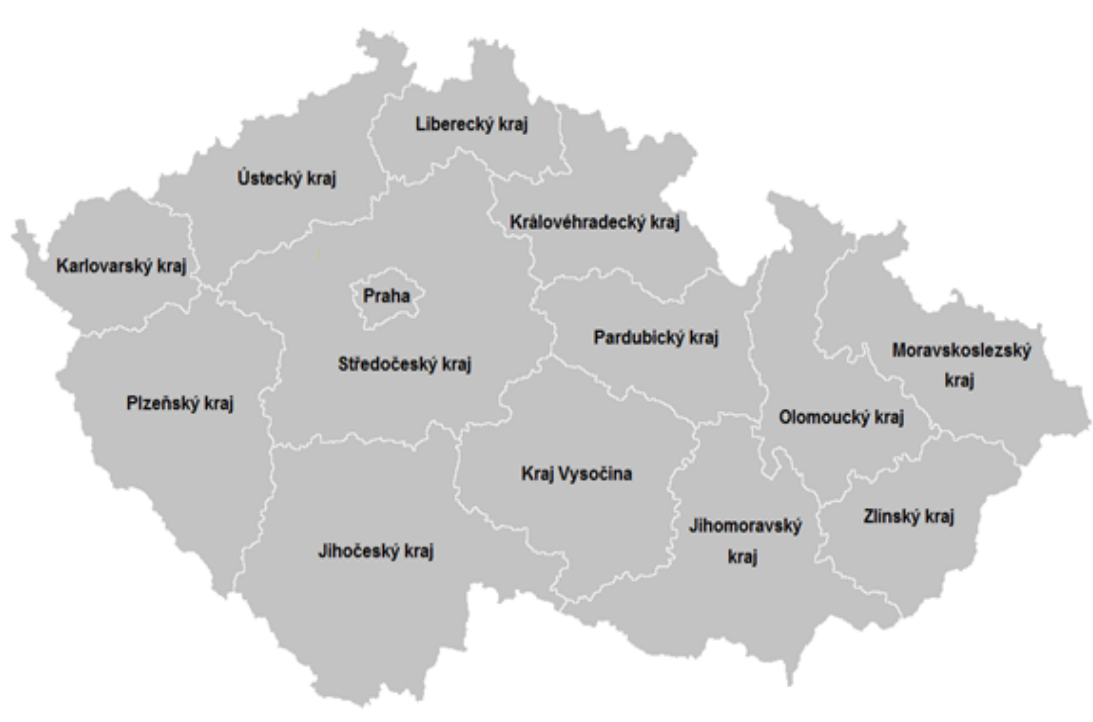 Liberecký kraj
Ústecký kraj
Královéhradecký kraj
Karlovarský kraj
Praha
Pardubický kraj
Středočeský kraj
Moravskoslezský
kraj
Plzeňský kraj
Olomoucký kraj
Kraj Vysočina
Zlínský kraj
Jihomoravský
kraj
Jihočeský kraj